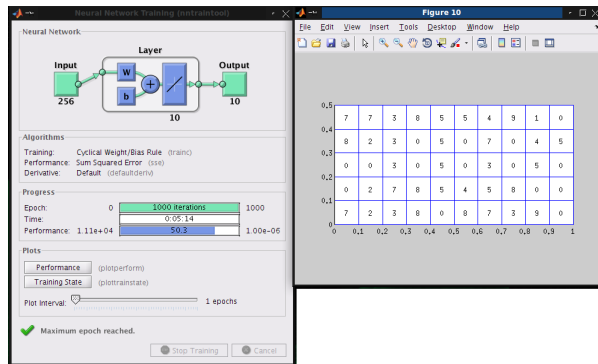 Neural Network Training (nntraintool)
Neural Network
Layer
Input
Output
W
b
+
256
10
10
Algorithms
Training: Cyclical Weight/Bias Rule (trainc)
Performance: Sum Squared Error (sse)
Derivative: Default (defaultderiv)
Progress
Epoch: 0 1000 iterations 1000
Time: 0:05:14
Performance: 1.11e+04 50.3 1.00e-06
Plots
Performance (plotperform)
Training State (plottrainstate)
Plot Interval: 1 epochs
Maximum epoch reached.
Stop Training Cancel
Figure 10
File Edit View Insert Tools Desktop Window Help
0.5
7 7 3 8 5 5 4 9 1 0
0.4
8 2 3 0 5 0 7 0 4 5
0.3
0 0 3 0 5 0 3 0 5 0
0.2
0 2 7 8 5 4 5 8 0 0
0.1
7 2 3 8 0 8 7 3 9 0
0
0 0.1 0.2 0.3 0.4 0.5 0.6 0.7 0.8 0.9 1